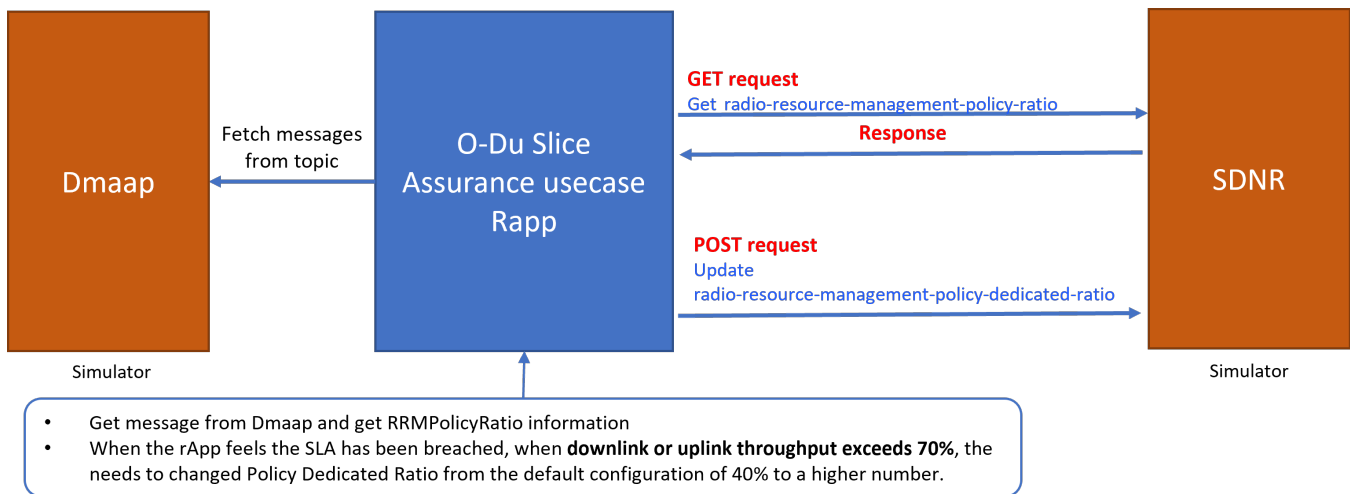 Dmaap
Simulator
Fetch messages
from topic
O-Du Slice
Assurance usecase
Rapp
GET request
Get radio-resource-management-policy-ratio
Response
POST request
Update
radio-resource-management-policy-dedicated-ratio
SDNR
Simulator
• Get message from Dmaap and get RRMPolicyRatio information
• When the rApp feels the SLA has been breached, when downlink or uplink throughput exceeds 70%, the
needs to changed Policy Dedicated Ratio from the default configuration of 40% to a higher number.